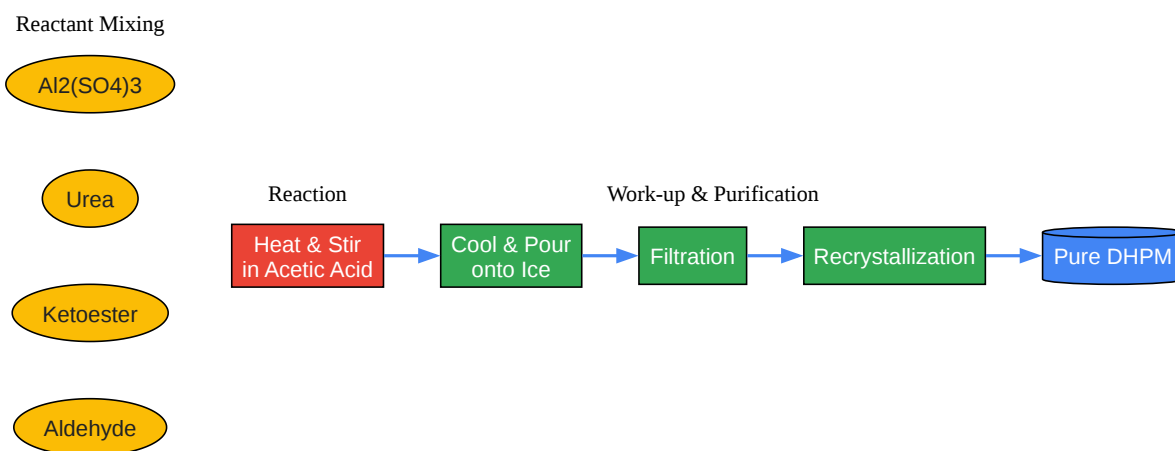 Reactant Mixing
Al2(SO4)3
Urea
Ketoester
Aldehyde
Reaction
Heat & Stir
in Acetic Acid
Work-up & Purification
Cool & Pour
onto Ice
Filtration
Recrystallization
Pure DHPM